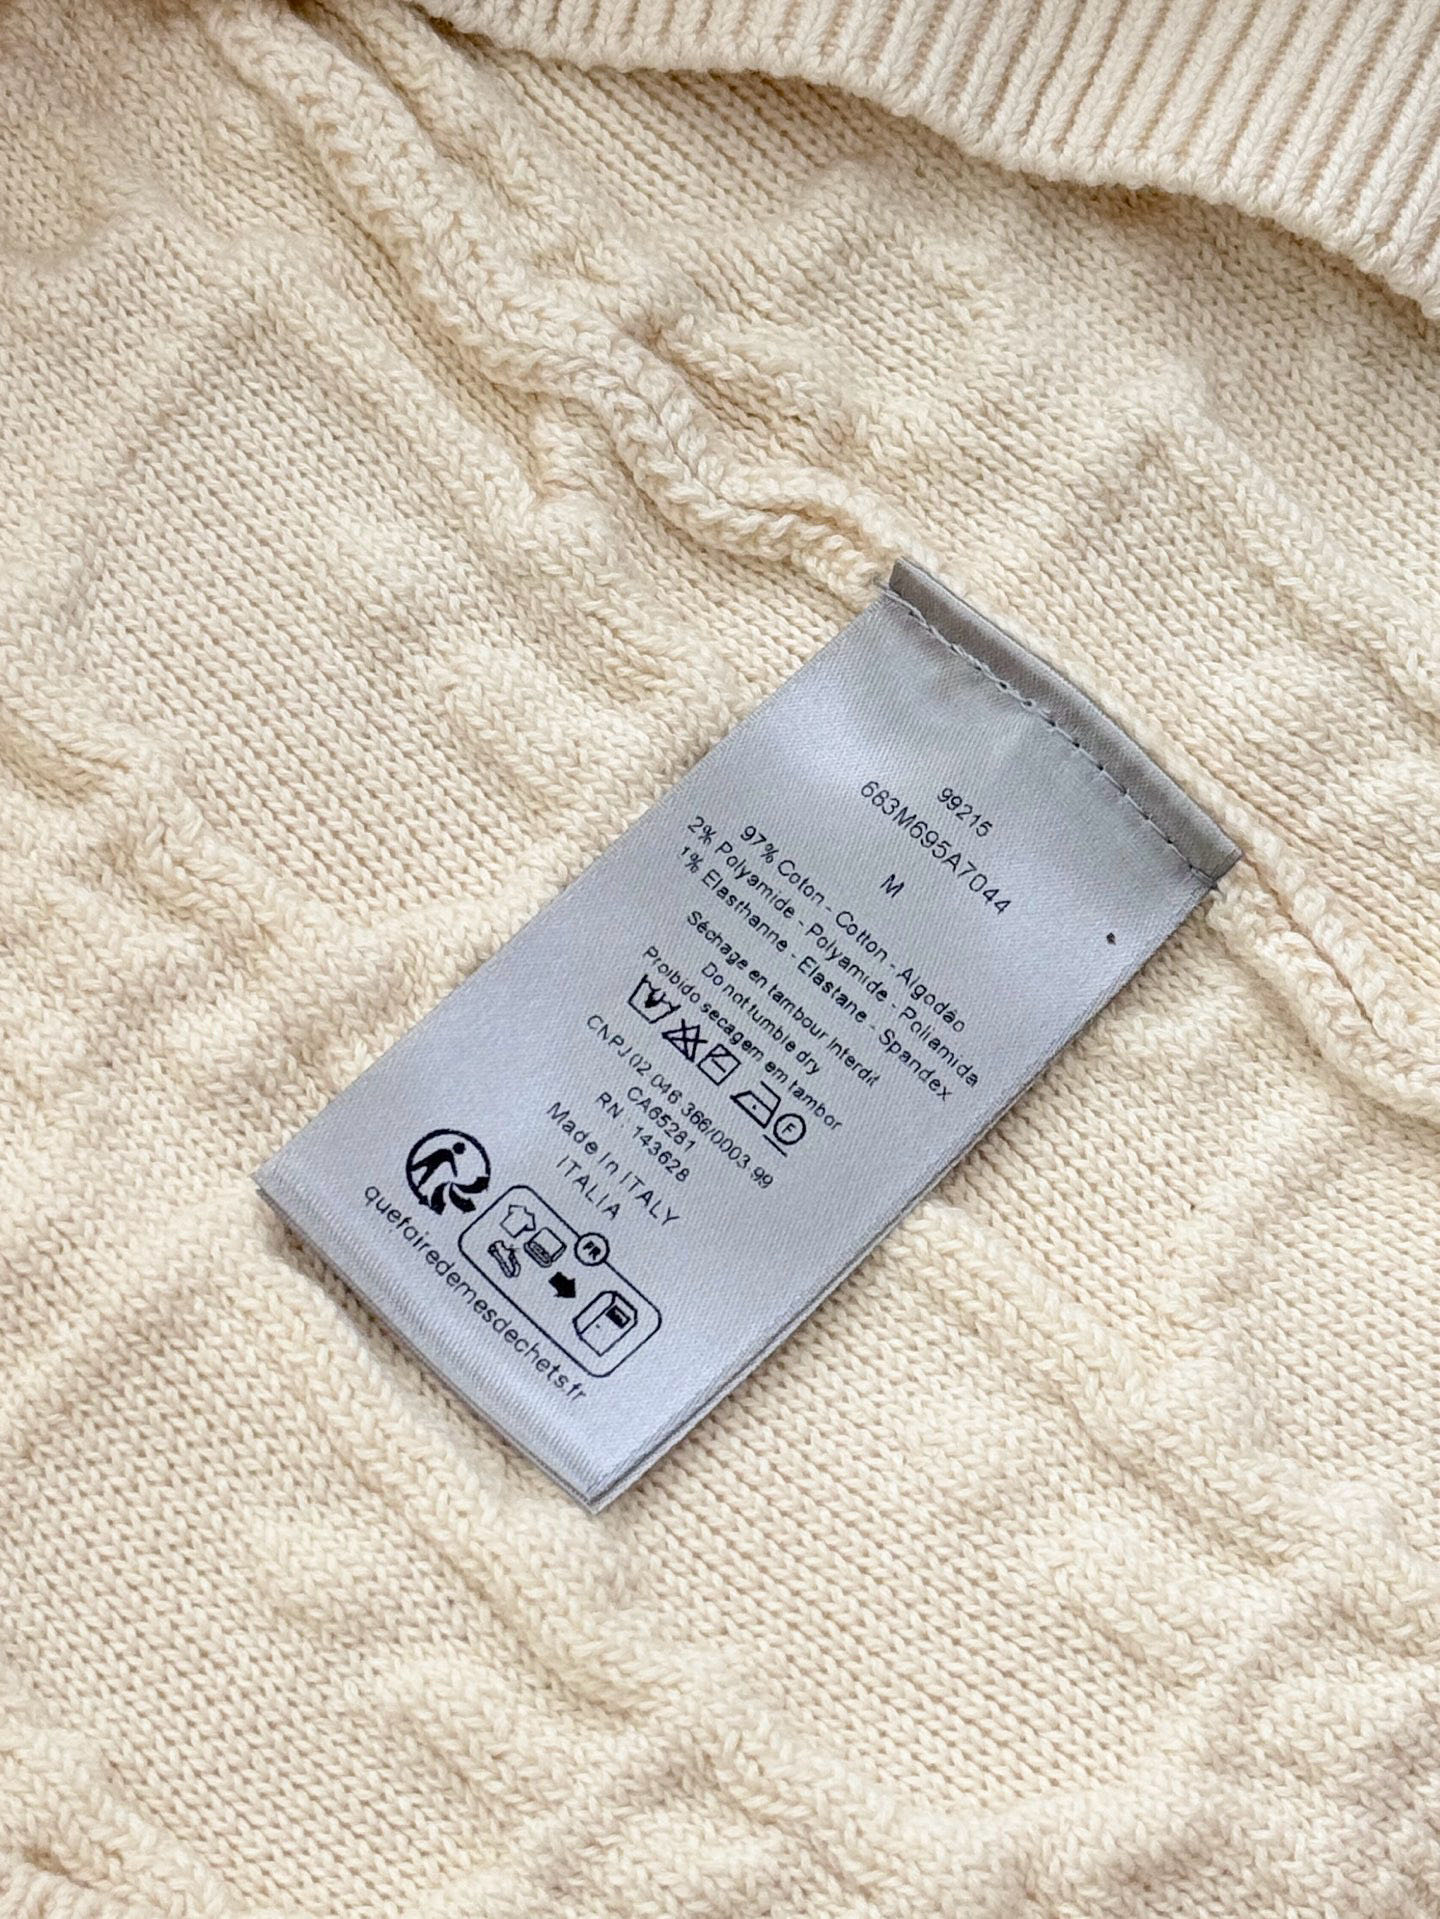 99215
663M695A7044
M
97% Coton - Cotton - Algodão
2% Polyamide - Polyamide - Poliamida
1% Elasthanne - Elastane - Spandex
Séchage en tambour interdit
Do not tumble dry
Proibido secagem em tambor
F
CNPJ 02 046 366/0003 99
CA65281
RN : 143628
Made In ITALY
ITALIA
FR
quefairedemesdechets.fr